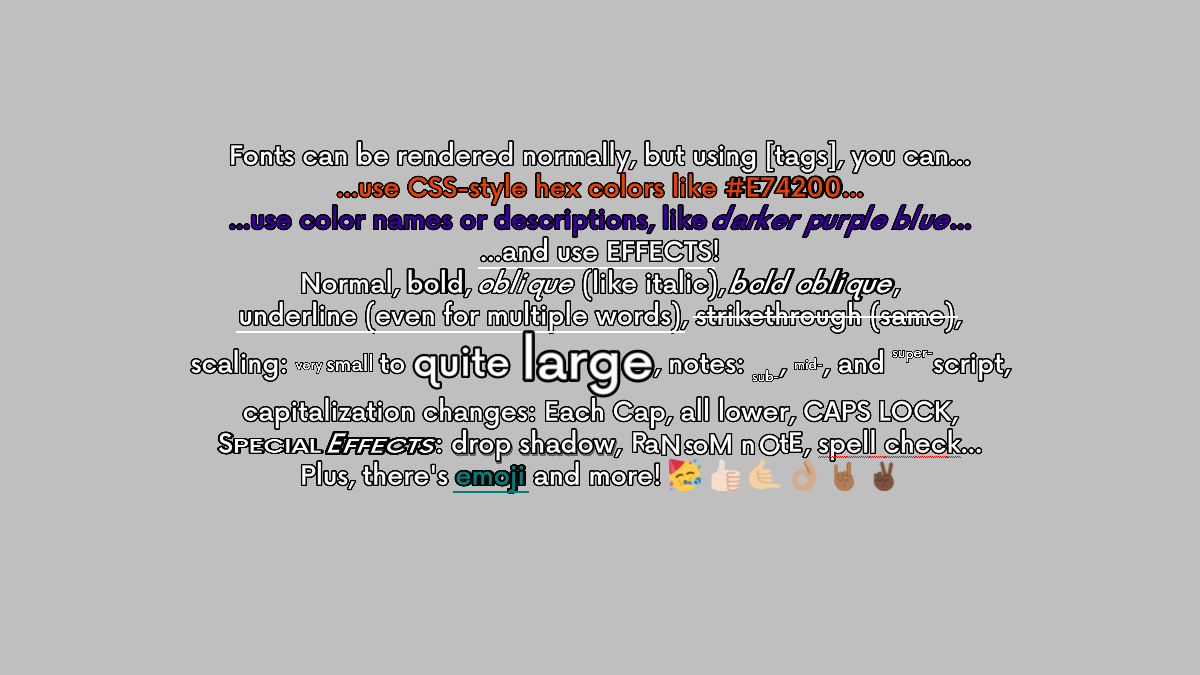 Fonts can be rendered normally, but using [tags], you can...
...use CSS-style hex colors like #E74200...
...use color names or descriptions, like darker purple blue...
...and use EFFECTS!
Normal, bold, oblique (like italic), bold oblique,
underline (even for multiple words), strikethrough (same),
scaling: very small to quite large, notes: sub-, mid-, and super-script,
capitalization changes: Each Cap, all lower, CAPS LOCK,
SPECIAL EFFECTS: drop shadow, RaNsoM nOtE, spell check...
Plus, there's emoji and more! 🥳 👍🏻 🤙🏼 👌🏽 🤘🏾 ✌🏿